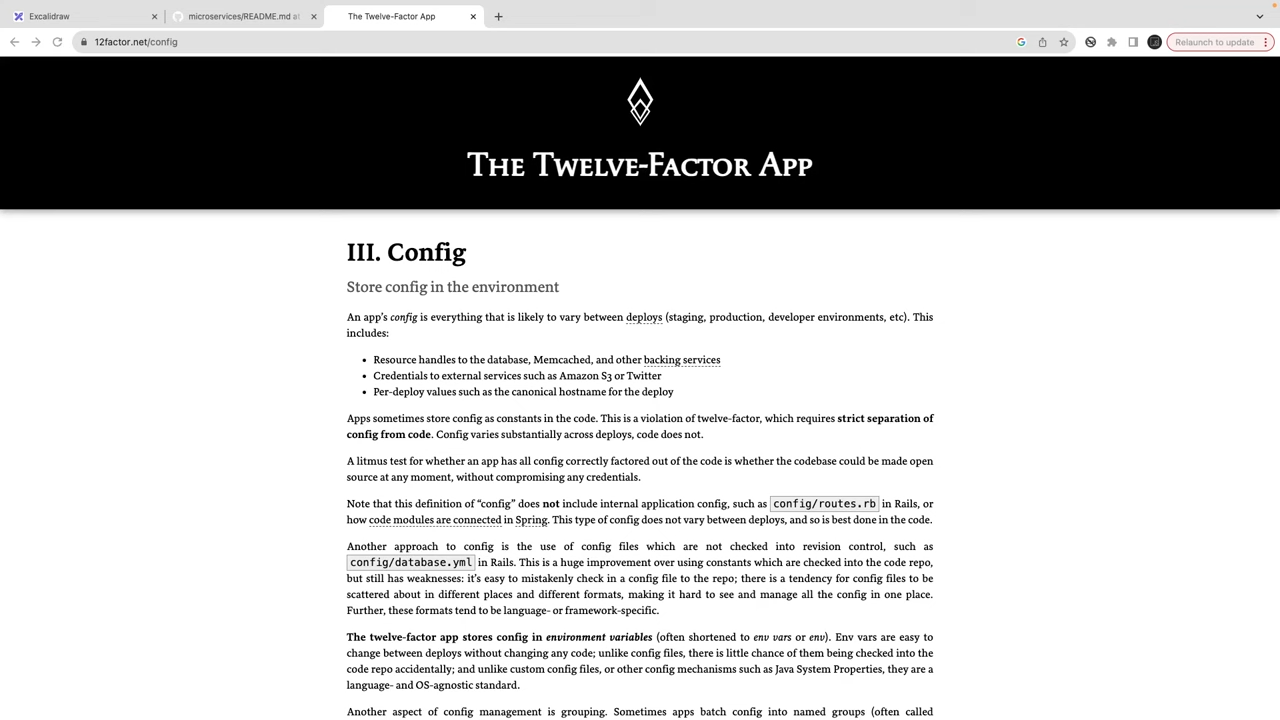 Excalidraw
microservices/README.md at
The Twelve-Factor App
12factor.net/config
Relaunch to update
The Twelve-Factor App
III. Config
Store config in the environment
An app's config is everything that is likely to vary between deploys (staging, production, developer environments, etc). This
includes:
• Resource handles to the database, Memcached, and other backing services
• Credentials to external services such as Amazon S3 or Twitter
• Per-deploy values such as the canonical hostname for the deploy
Apps sometimes store config as constants in the code. This is a violation of twelve-factor, which requires strict separation of
config from code. Config varies substantially across deploys, code does not.
A litmus test for whether an app has all config correctly factored out of the code is whether the codebase could be made open
source at any moment, without compromising any credentials.
Note that this definition of “config” does not include internal application config, such as config/routes.rb in Rails, or
how code modules are connected in Spring. This type of config does not vary between deploys, and so is best done in the code.
Another approach to config is the use of config files which are not checked into revision control, such as
config/database.yml in Rails. This is a huge improvement over using constants which are checked into the code repo,
but still has weaknesses: it's easy to mistakenly check in a config file to the repo; there is a tendency for config files to be
scattered about in different places and different formats, making it hard to see and manage all the config in one place.
Further, these formats tend to be language- or framework-specific.
The twelve-factor app stores config in environment variables (often shortened to env vars or env). Env vars are easy to
change between deploys without changing any code; unlike config files, there is little chance of them being checked into the
code repo accidentally; and unlike custom config files, or other config mechanisms such as Java System Properties, they are a
language- and OS-agnostic standard.
Another aspect of config management is grouping. Sometimes apps batch config into named groups (often called